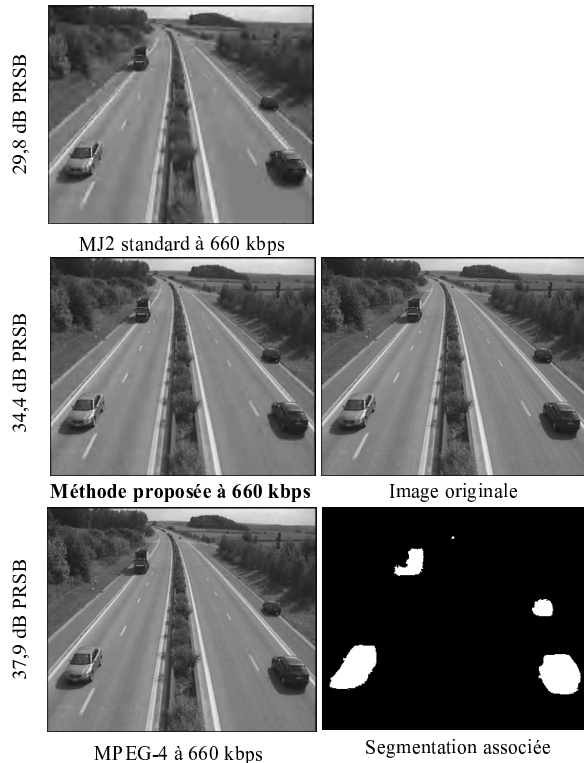 29,8 dB PRSB
MJ2 standard à 660 kbps
34,4 dB PRSB
Méthode proposée à 660 kbps
Image originale
37,9 dB PRSB
MPEG-4 à 660 kbps
Segmentation associée